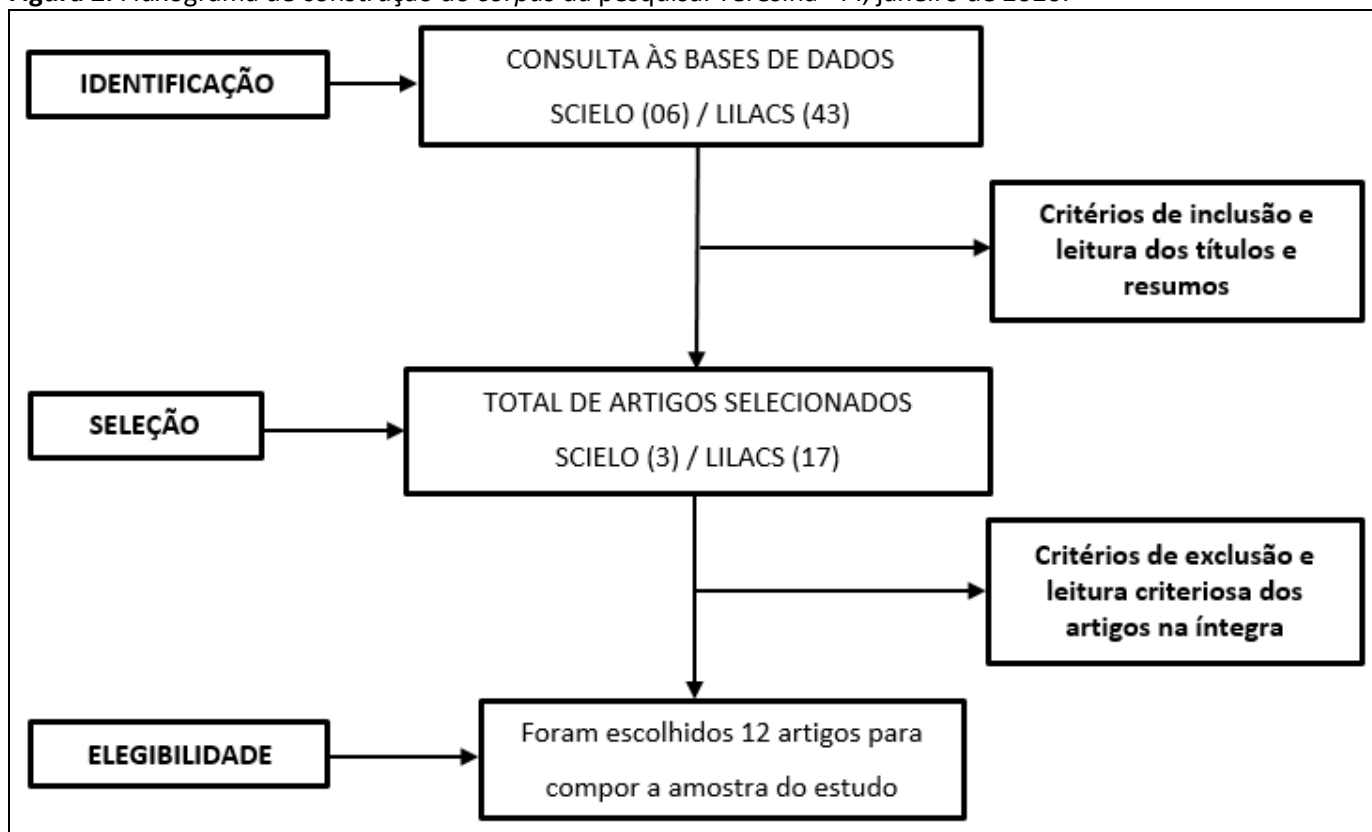 IDENTIFICAÇÃO
CONSULTA ÀS BASES DE DADOS
SCIELO (06) / LILACS (43)
Critérios de inclusão e
leitura dos títulos e
resumos
SELEÇÃO
TOTAL DE ARTIGOS SELECIONADOS
SCIELO (3) / LILACS (17)
Critérios de exclusão e
leitura criteriosa dos
artigos na íntegra
ELEGIBILIDADE
Foram escolhidos 12 artigos para
compor a amostra do estudo